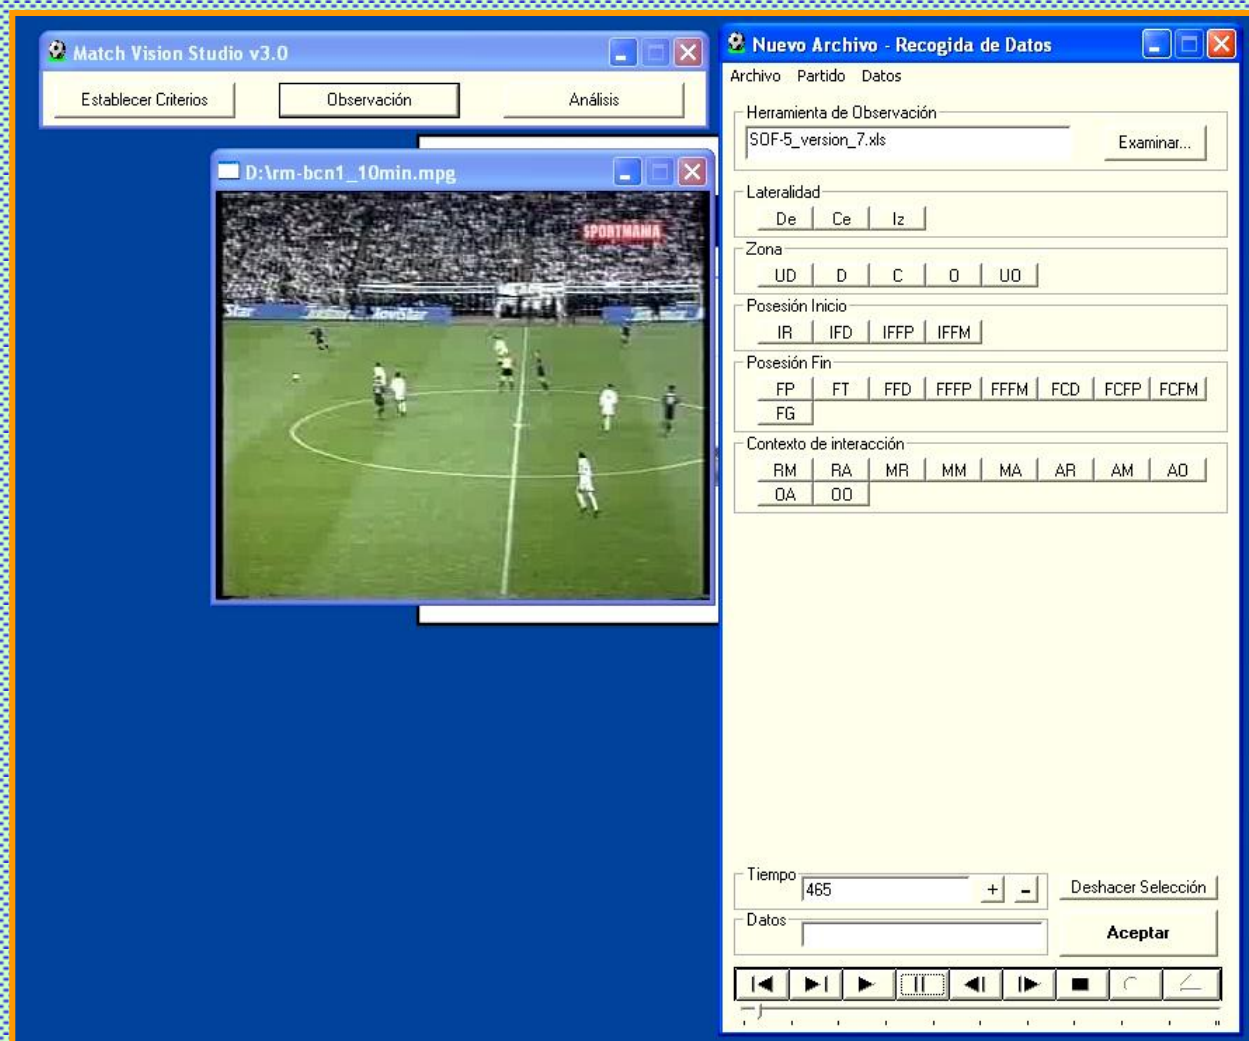 Match Vision Studio v3.0
Establecer Criterios Observación Análisis
D:\rm-bcn1_10min.mpg
SPORTMANIA
Star
MoviStar
Nuevo Archivo - Recogida de Datos
Archivo Partido Datos
Herramienta de Observación
SOF-5_version_7.xls Examinar...
Lateralidad
De Ce Iz
Zona
UD D C O UO
Posesión Inicio
IR IFD IFFP IFFM
Posesión Fin
FP FT FFD FFFP FFFM FCD FCFP FCFM
FG
Contexto de interacción
RM RA MR MM MA AR AM AO
OA OO
Tiempo
465 + - Deshacer Selección
Datos
Aceptar